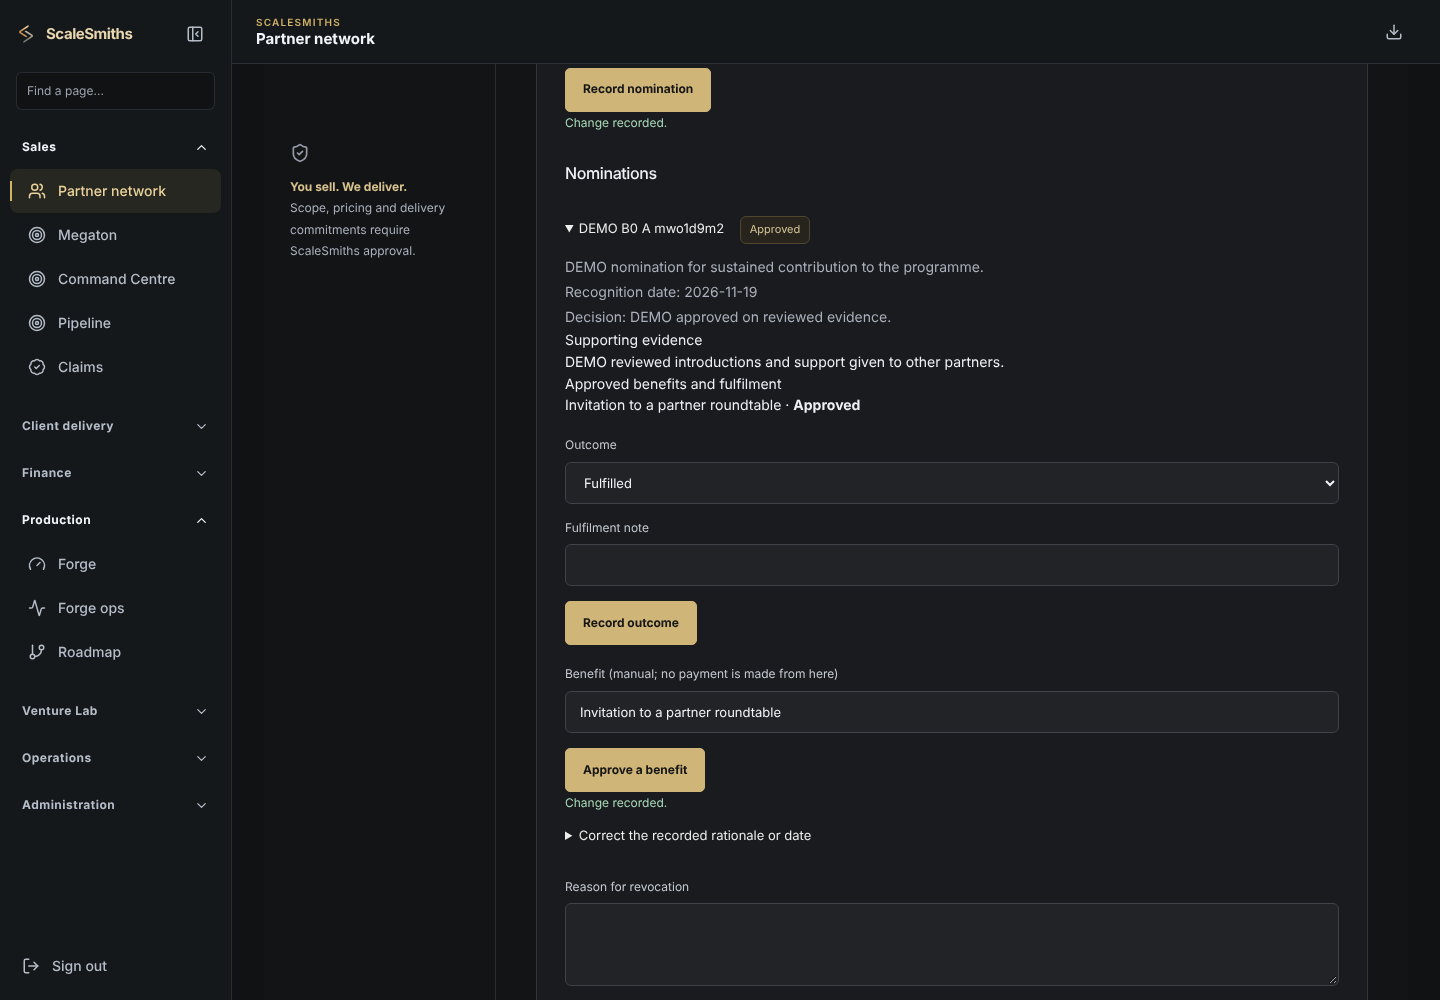 ScaleSmiths
Find a page...
Sales
Partner network
Megaton
Command Centre
Pipeline
Claims
Client delivery
Finance
Production
Forge
Forge ops
Roadmap
Venture Lab
Operations
Administration
Sign out
SCALESMITHS
Partner network
You sell. We deliver.
Scope, pricing and delivery
commitments require
ScaleSmiths approval.
Record nomination
Change recorded.
Nominations
DEMO B0 A mwo1d9m2 Approved
DEMO nomination for sustained contribution to the programme.
Recognition date: 2026-11-19
Decision: DEMO approved on reviewed evidence.
Supporting evidence
DEMO reviewed introductions and support given to other partners.
Approved benefits and fulfilment
Invitation to a partner roundtable · Approved
Outcome
Fulfilled
Fulfilment note
Record outcome
Benefit (manual; no payment is made from here)
Invitation to a partner roundtable
Approve a benefit
Change recorded.
Correct the recorded rationale or date
Reason for revocation